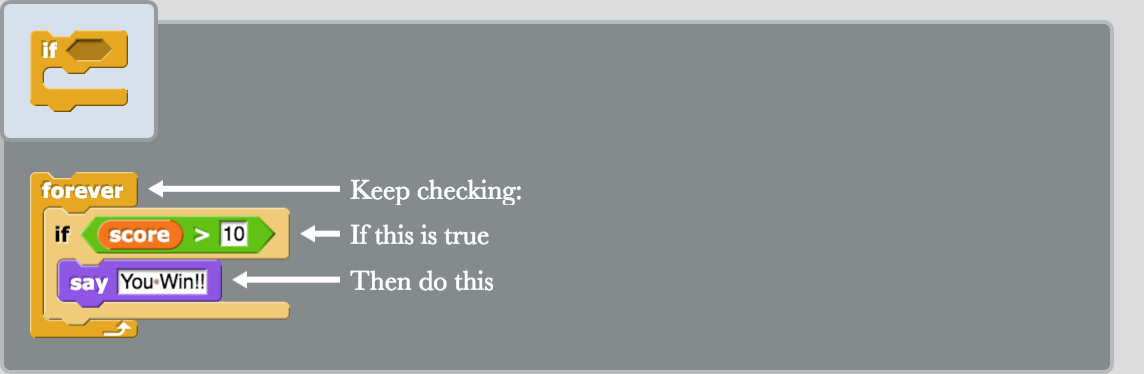 if
forever
Keep checking:
if score > 10
If this is true
say You Win!!
Then do this